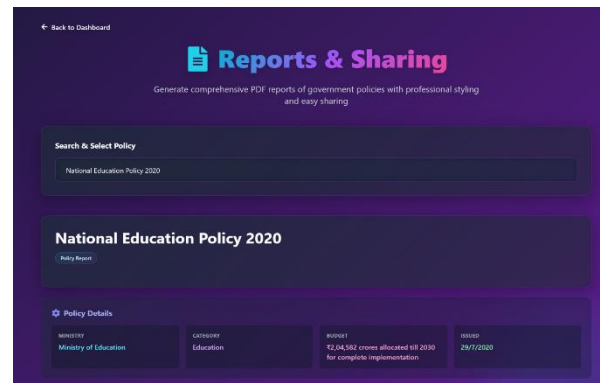 ← Back to Dashboard
Reports & Sharing
Generate comprehensive PDF reports of government policies with professional styling
and easy sharing
Search & Select Policy
National Education Policy 2020
National Education Policy 2020
Policy Report
Policy Details
MINISTRY
Ministry of Education
CATEGORY
Education
BUDGET
₹2,04,582 crores allocated till 2030
for complete implementation
ISSUED
29/7/2020